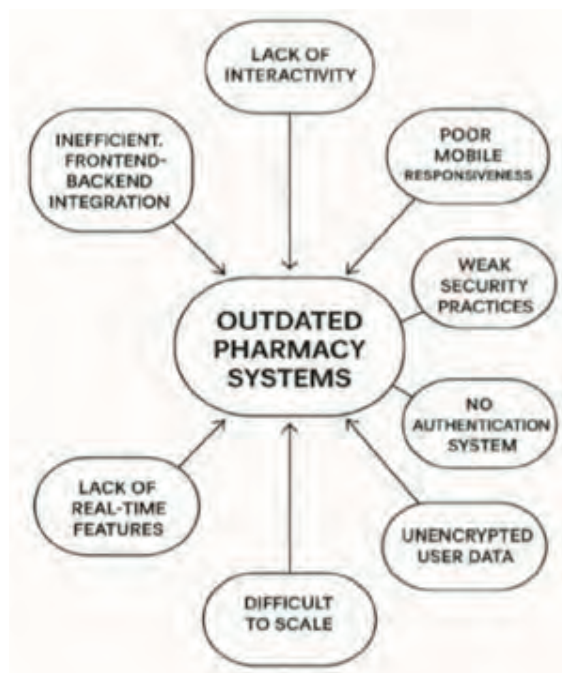 LACK OF
INTERACTIVITY
INEFFICIENT.
FRONTEND-
BACKEND
INTEGRATION
POOR
MOBILE
RESPONSIVENESS
WEAK
SECURITY
PRACTICES
OUTDATED
PHARMACY
SYSTEMS
NO
AUTHENTICATION
SYSTEM
LACK OF
REAL-TIME
FEATURES
UNENCRYPTED
USER DATA
DIFFICULT
TO SCALE